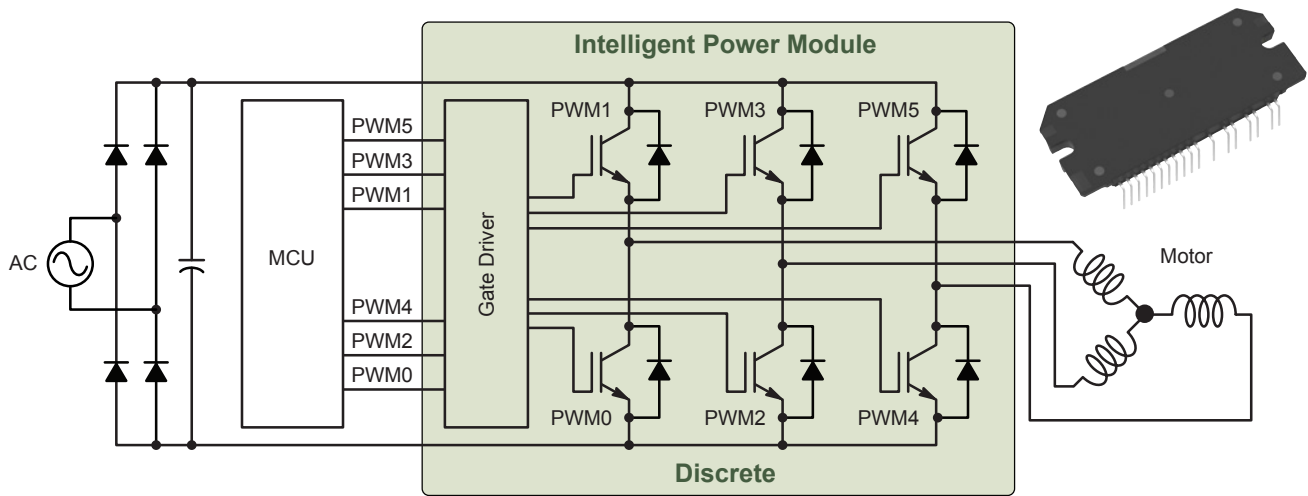 Intelligent Power Module
PWM1
PWM3
PWM5
PWM5
PWM3
PWM1
AC
MCU
Gate Driver
Motor
PWM4
PWM2
PWM0
PWM0
PWM2
PWM4
Discrete